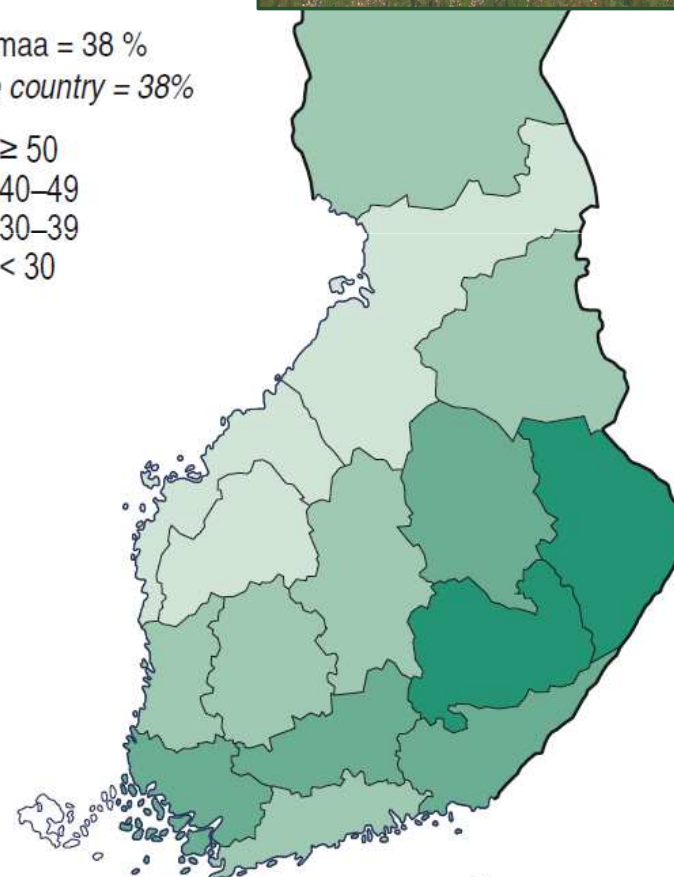 maa = 38 %
country = 38%
≥ 50
40–49
30–39
< 30